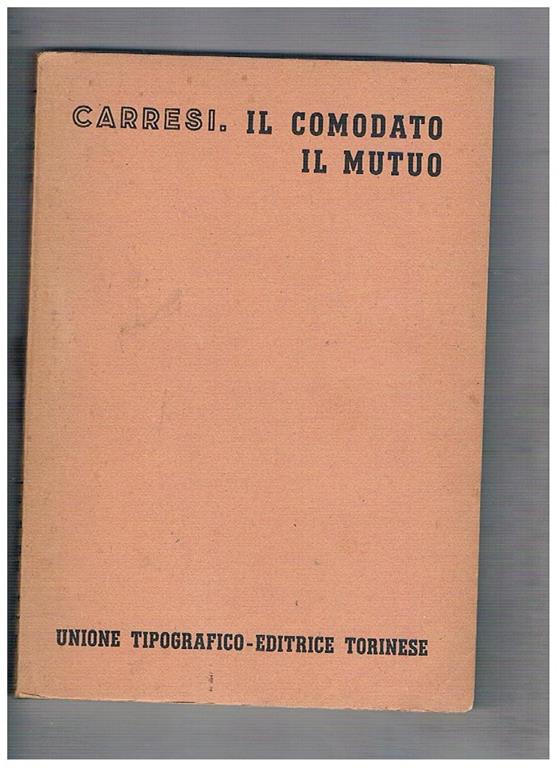 CARRESI. IL COMODATO
IL MUTUO
UNIONE TIPOGRAFICO-EDITRICE TORINESE